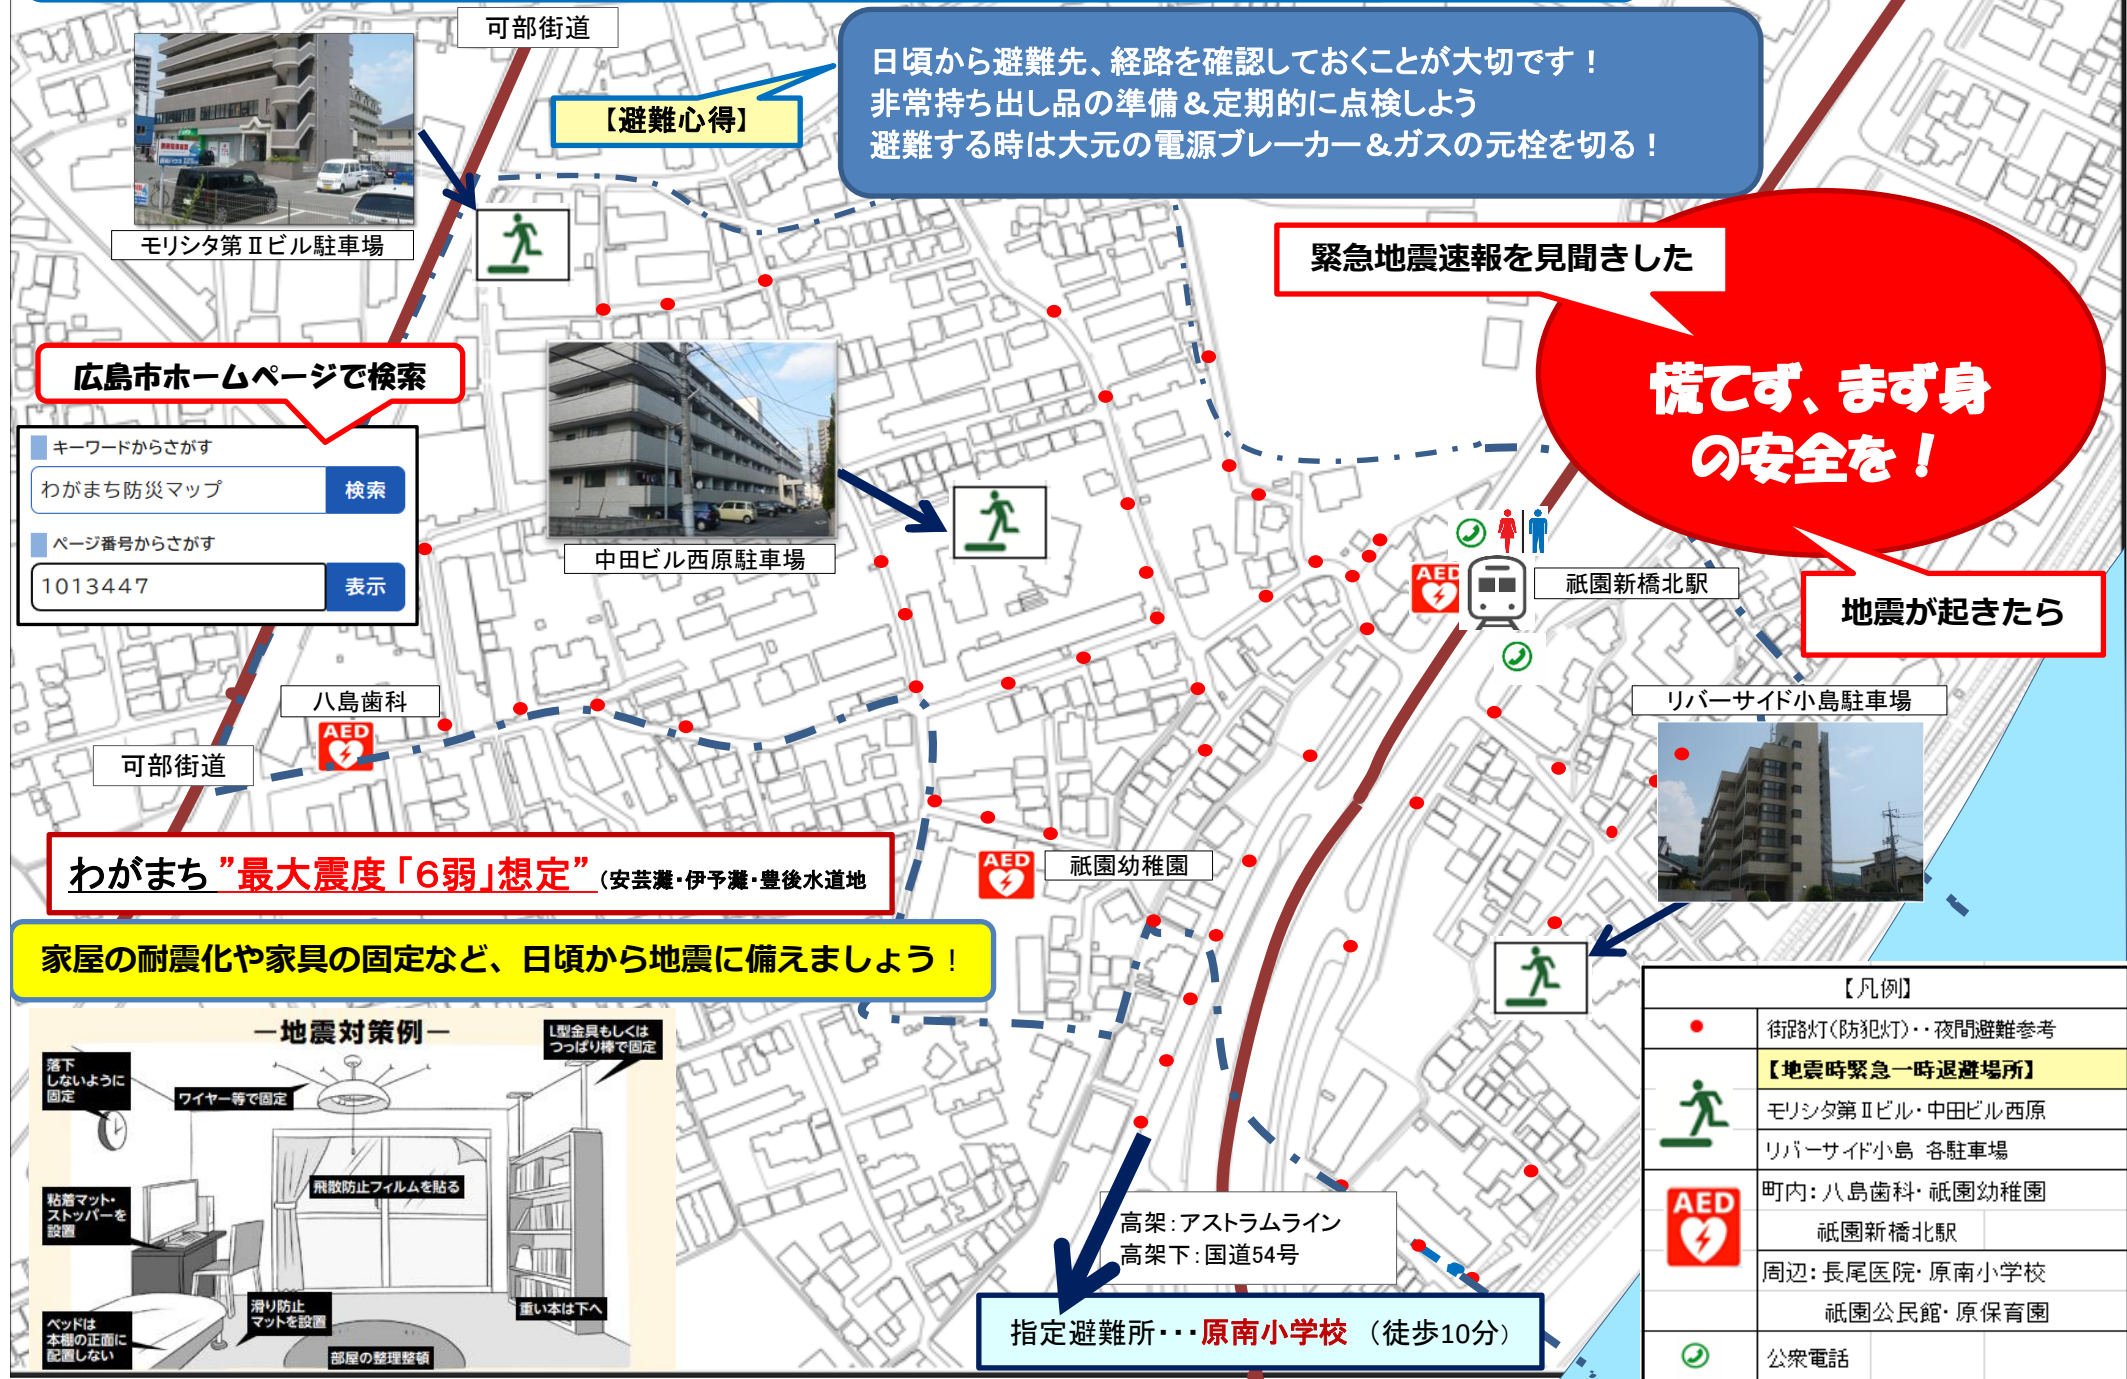 可部街道
【避難心得】
日頃から避難先、経路を確認しておくことが大切です！
非常持ち出し品の準備＆定期的に点検しよう
避難する時は大元の電源ブレーカー＆ガスの元栓を切る！
モリシタ第Ⅱビル駐車場
緊急地震速報を見聞きした
慌てず、まず身
の安全を！
地震が起きたら
広島市ホームページで検索
キーワードからさがす
わがまち防災マップ 検索
ページ番号からさがす
1013447 表示
中田ビル西原駐車場
AED
祇園新橋北駅
リバーサイド小島駐車場
八島歯科
AED
可部街道
わがまち ”最大震度「６弱」想定” （安芸灘・伊予灘・豊後水道地
AED
祇園幼稚園
家屋の耐震化や家具の固定など、日頃から地震に備えましょう！
－地震対策例－
落下
しないように
固定
ワイヤー等で固定
L型金具もしくは
つっぱり棒で固定
飛散防止フィルムを貼る
粘着マット・
ストッパーを
設置
滑り防止
マットを設置
重い本は下へ
ベッドは
本棚の正面に
配置しない
部屋の整理整頓
高架：アストラムライン
高架下：国道54号
指定避難所・・・原南小学校 （徒歩10分）
【凡例】
街路灯（防犯灯）・・夜間避難参考
【地震時緊急一時退避場所】
モリシタ第Ⅱビル・中田ビル西原
リバーサイド小島 各駐車場
AED
町内：八島歯科・祇園幼稚園
祇園新橋北駅
周辺：長尾医院・原南小学校
祇園公民館・原保育園
公衆電話